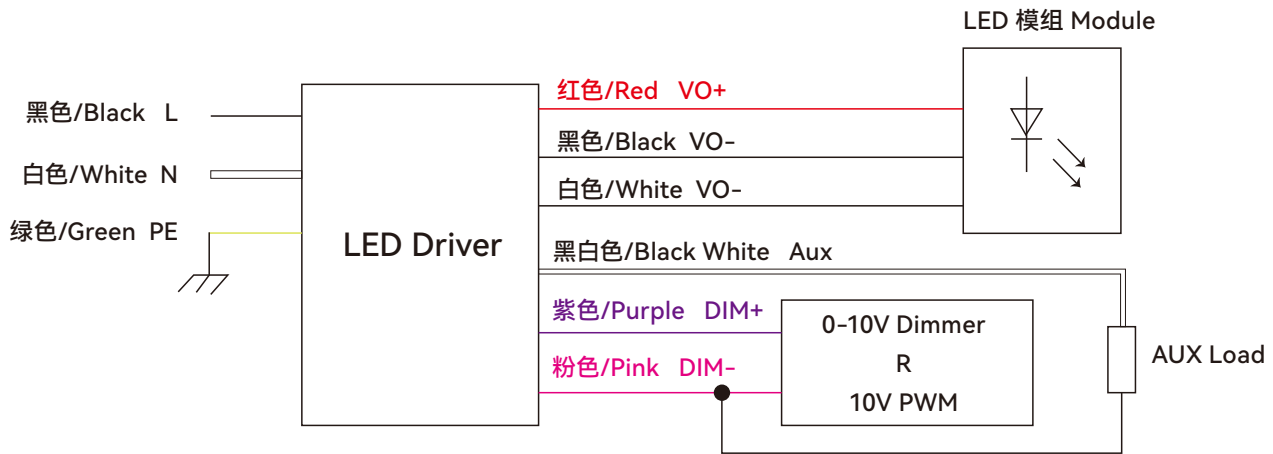 LED 模组 Module
黑色/Black L
白色/White N
绿色/Green PE
LED Driver
红色/Red VO+
黑色/Black VO-
白色/White VO-
黑白色/Black White Aux
紫色/Purple DIM+
粉色/Pink DIM-
0-10V Dimmer
R
10V PWM
AUX Load